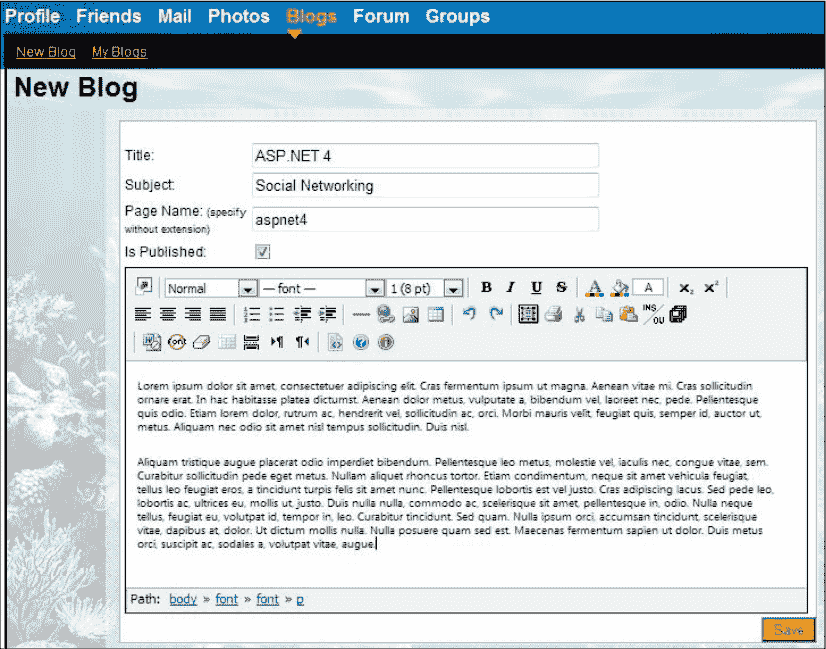 Profile Friends Mail Photos Blogs Forum Groups
New Blog My Blogs
New Blog
Title: ASP.NET 4
Subject: Social Networking
Page Name: (specify without extension) aspnet4
Is Published:
Normal — font — 1 (8 pt) B I U S A A x₂ x²
INS/OU
font
Lorem ipsum dolor sit amet, consectetuer adipiscing elit. Cras fermentum ipsum ut magna. Aenean vitae mi. Cras sollicitudin
ornare erat. In hac habitasse platea dictumst. Aenean dolor metus, vulputate a, bibendum vel, laoreet nec, pede. Pellentesque
quis odio. Etiam lorem dolor, rutrum ac, hendrerit vel, sollicitudin ac, orci. Morbi mauris velit, feugiat quis, semper id, auctor ut,
metus. Aliquam nec odio sit amet nisl tempus sollicitudin. Duis nisl.
Aliquam tristique augue placerat odio imperdiet bibendum. Pellentesque leo metus, molestie vel, iaculis nec, congue vitae, sem.
Curabitur sollicitudin pede eget metus. Nullam aliquet rhoncus tortor. Etiam condimentum, neque sit amet vehicula feugiat,
tellus leo feugiat eros, a tincidunt turpis felis sit amet nunc. Pellentesque lobortis est vel justo. Cras adipiscing lacus. Sed pede leo,
lobortis ac, ultrices eu, mollis ut, justo. Duis nulla nulla, commodo ac, scelerisque sit amet, pellentesque in, odio. Nulla neque
tellus, feugiat eu, volutpat id, tempor in, leo. Curabitur tincidunt. Sed quam. Nulla ipsum orci, accumsan tincidunt, scelerisque
vitae, dapibus at, dolor. Ut dictum mollis nulla. Nulla posuere quam sed est. Maecenas fermentum sapien ut dolor. Duis metus
orci, suscipit ac, sodales a, volutpat vitae, augue.
Path: body » font » font » p
Save